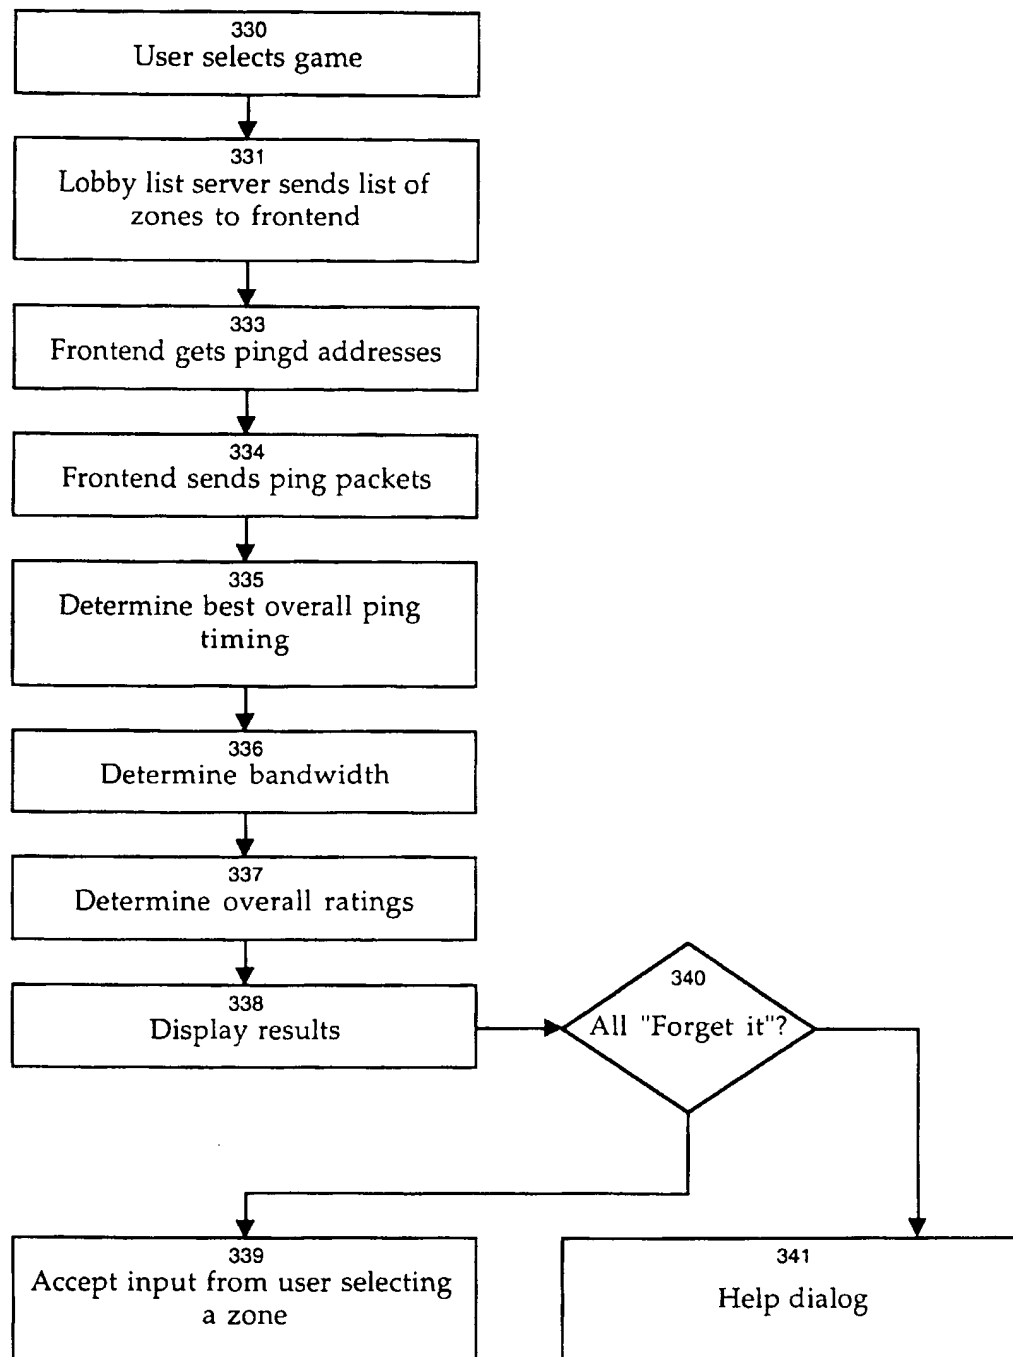 330
User selects game
331
Lobby list server sends list of
zones to frontend
333
Frontend gets pingd addresses
334
Frontend sends ping packets
335
Determine best overall ping
timing
336
Determine bandwidth
337
Determine overall ratings
338
Display results
340
All "Forget it"?
339
Accept input from user selecting
a zone
341
Help dialog